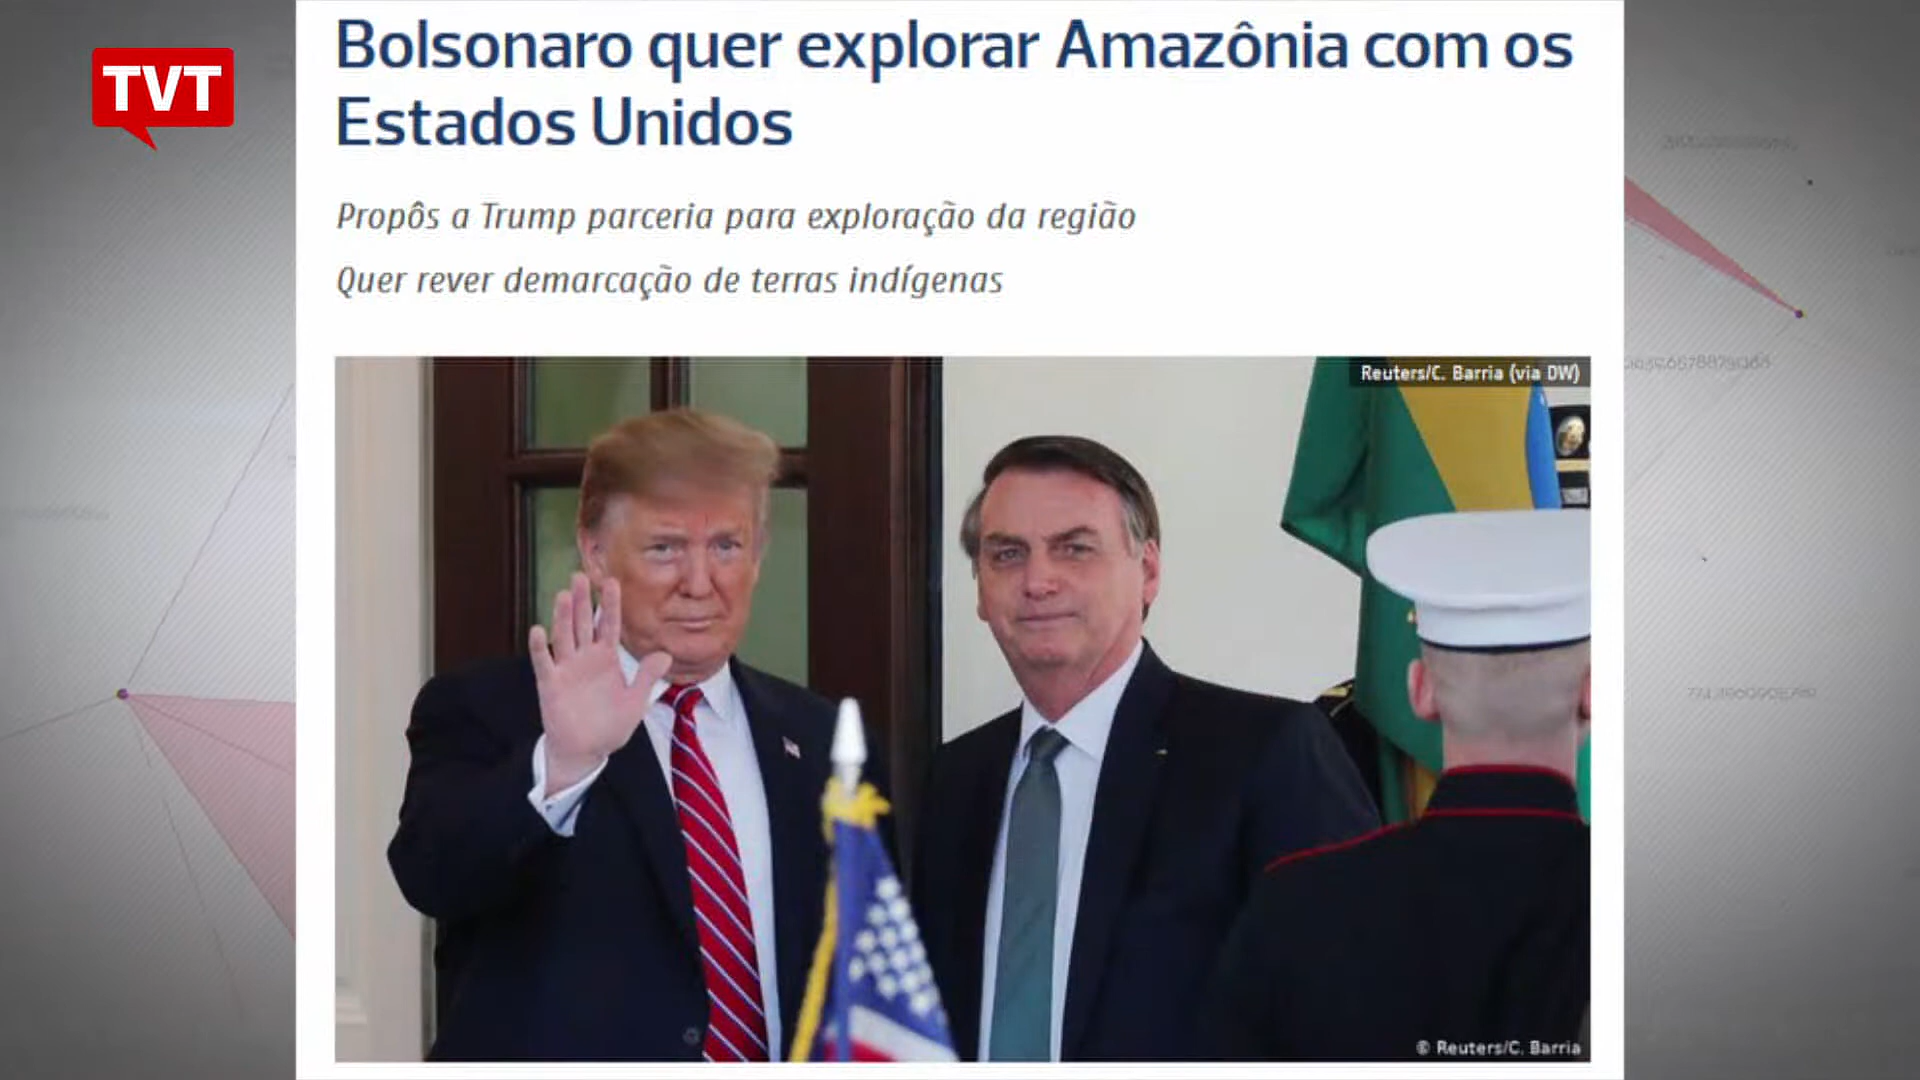 TVT
Bolsonaro quer explorar Amazônia com os
Estados Unidos
Propôs a Trump parceria para exploração da região
Quer rever demarcação de terras indígenas
Reuters/C. Barria (via DW)
© Reuters/C. Barria